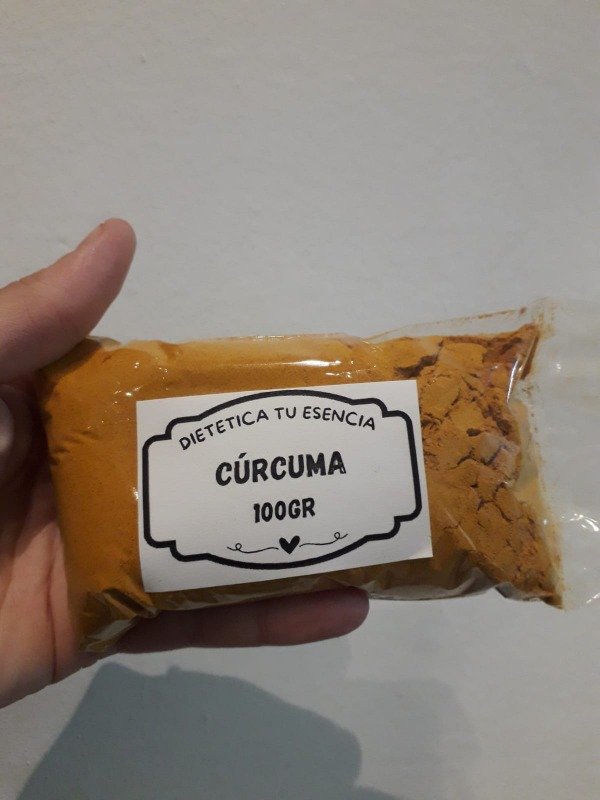 DIETETICA TU ESENCIA
CÚRCUMA
100GR